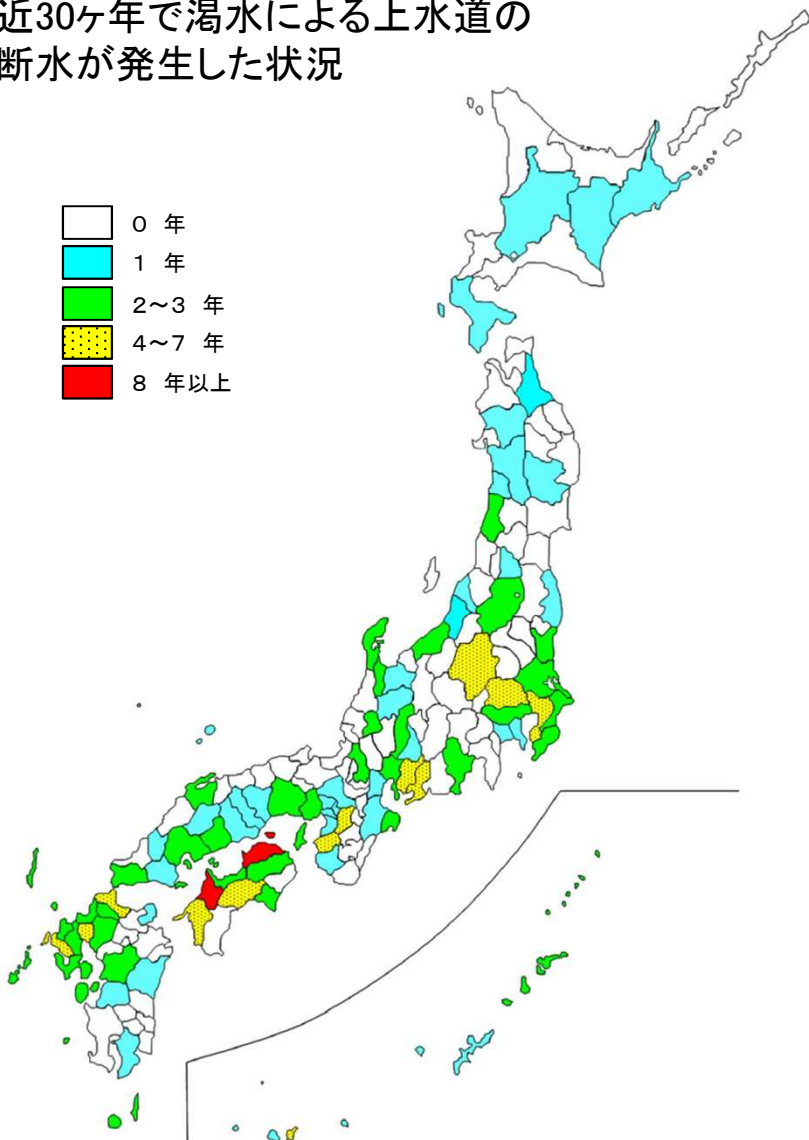 近30ヶ年で渇水による上水道の
断水が発生した状況
０ 年
１ 年
２～３ 年
４～７ 年
８ 年以上